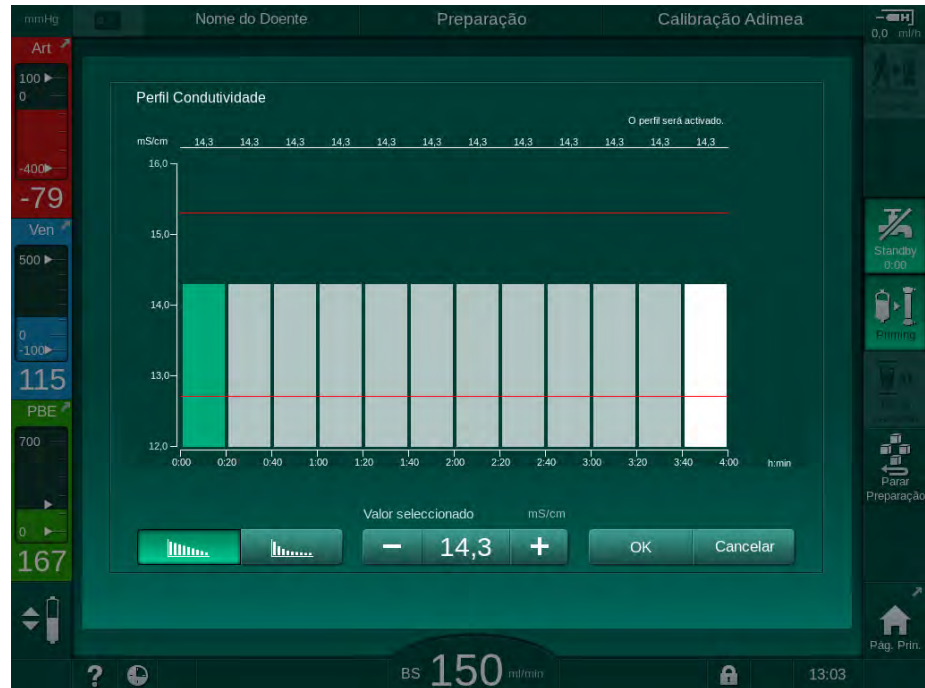 mmHg
Nome do Doente
Preparação
Calibração Adimea
0,0 ml/h
Art
100
0
-400
-79
Ven
500
0
-100
115
PBE
700
0
167
Perfil Condutividade
O perfil será activado.
mS/cm 14,3 14,3 14,3 14,3 14,3 14,3 14,3 14,3 14,3 14,3 14,3 14,3
16,0
15,0
14,0
13,0
12,0
0:00 0:20 0:40 1:00 1:20 1:40 2:00 2:20 2:40 3:00 3:20 3:40 4:00 h:min
Valor seleccionado mS/cm
− 14,3 +
OK
Cancelar
Standby
0:00
Priming
Parar
Preparação
Pág. Prin.
? BS 150 ml/min
13:03